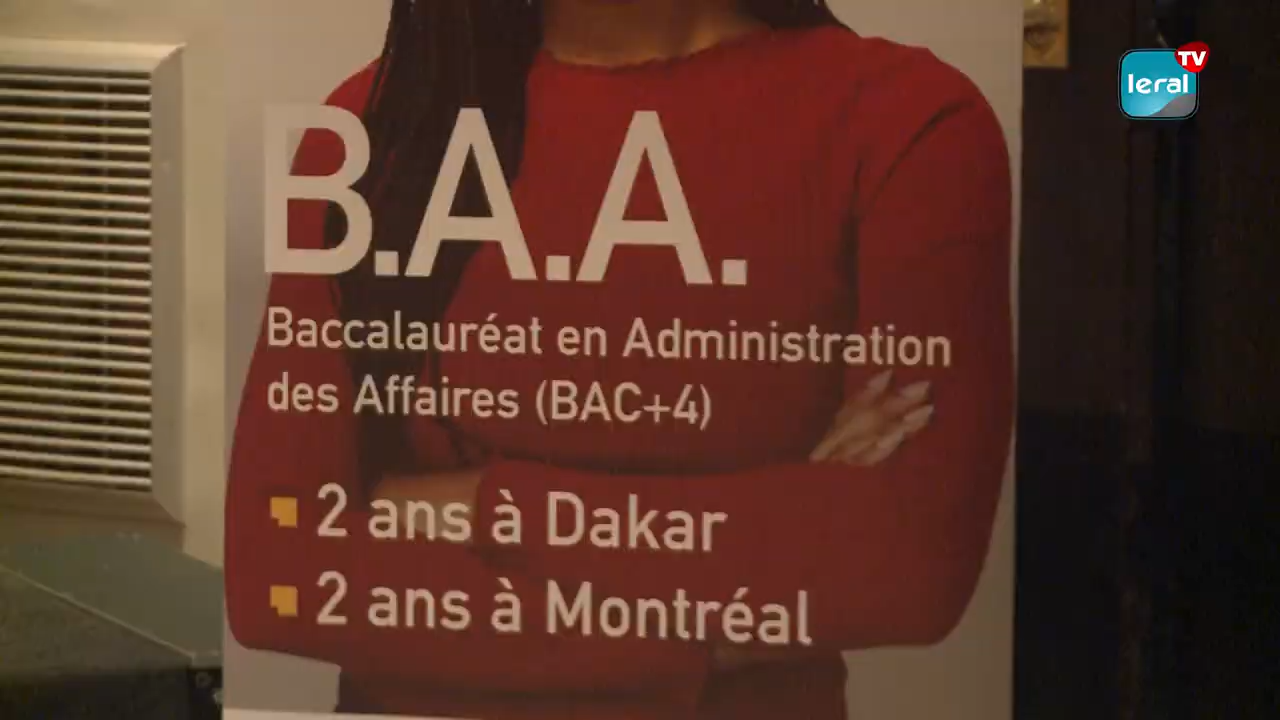 TV
leral
B.A.A.
Baccalauréat en Administration
des Affaires (BAC+4)
2 ans à Dakar
2 ans à Montréal